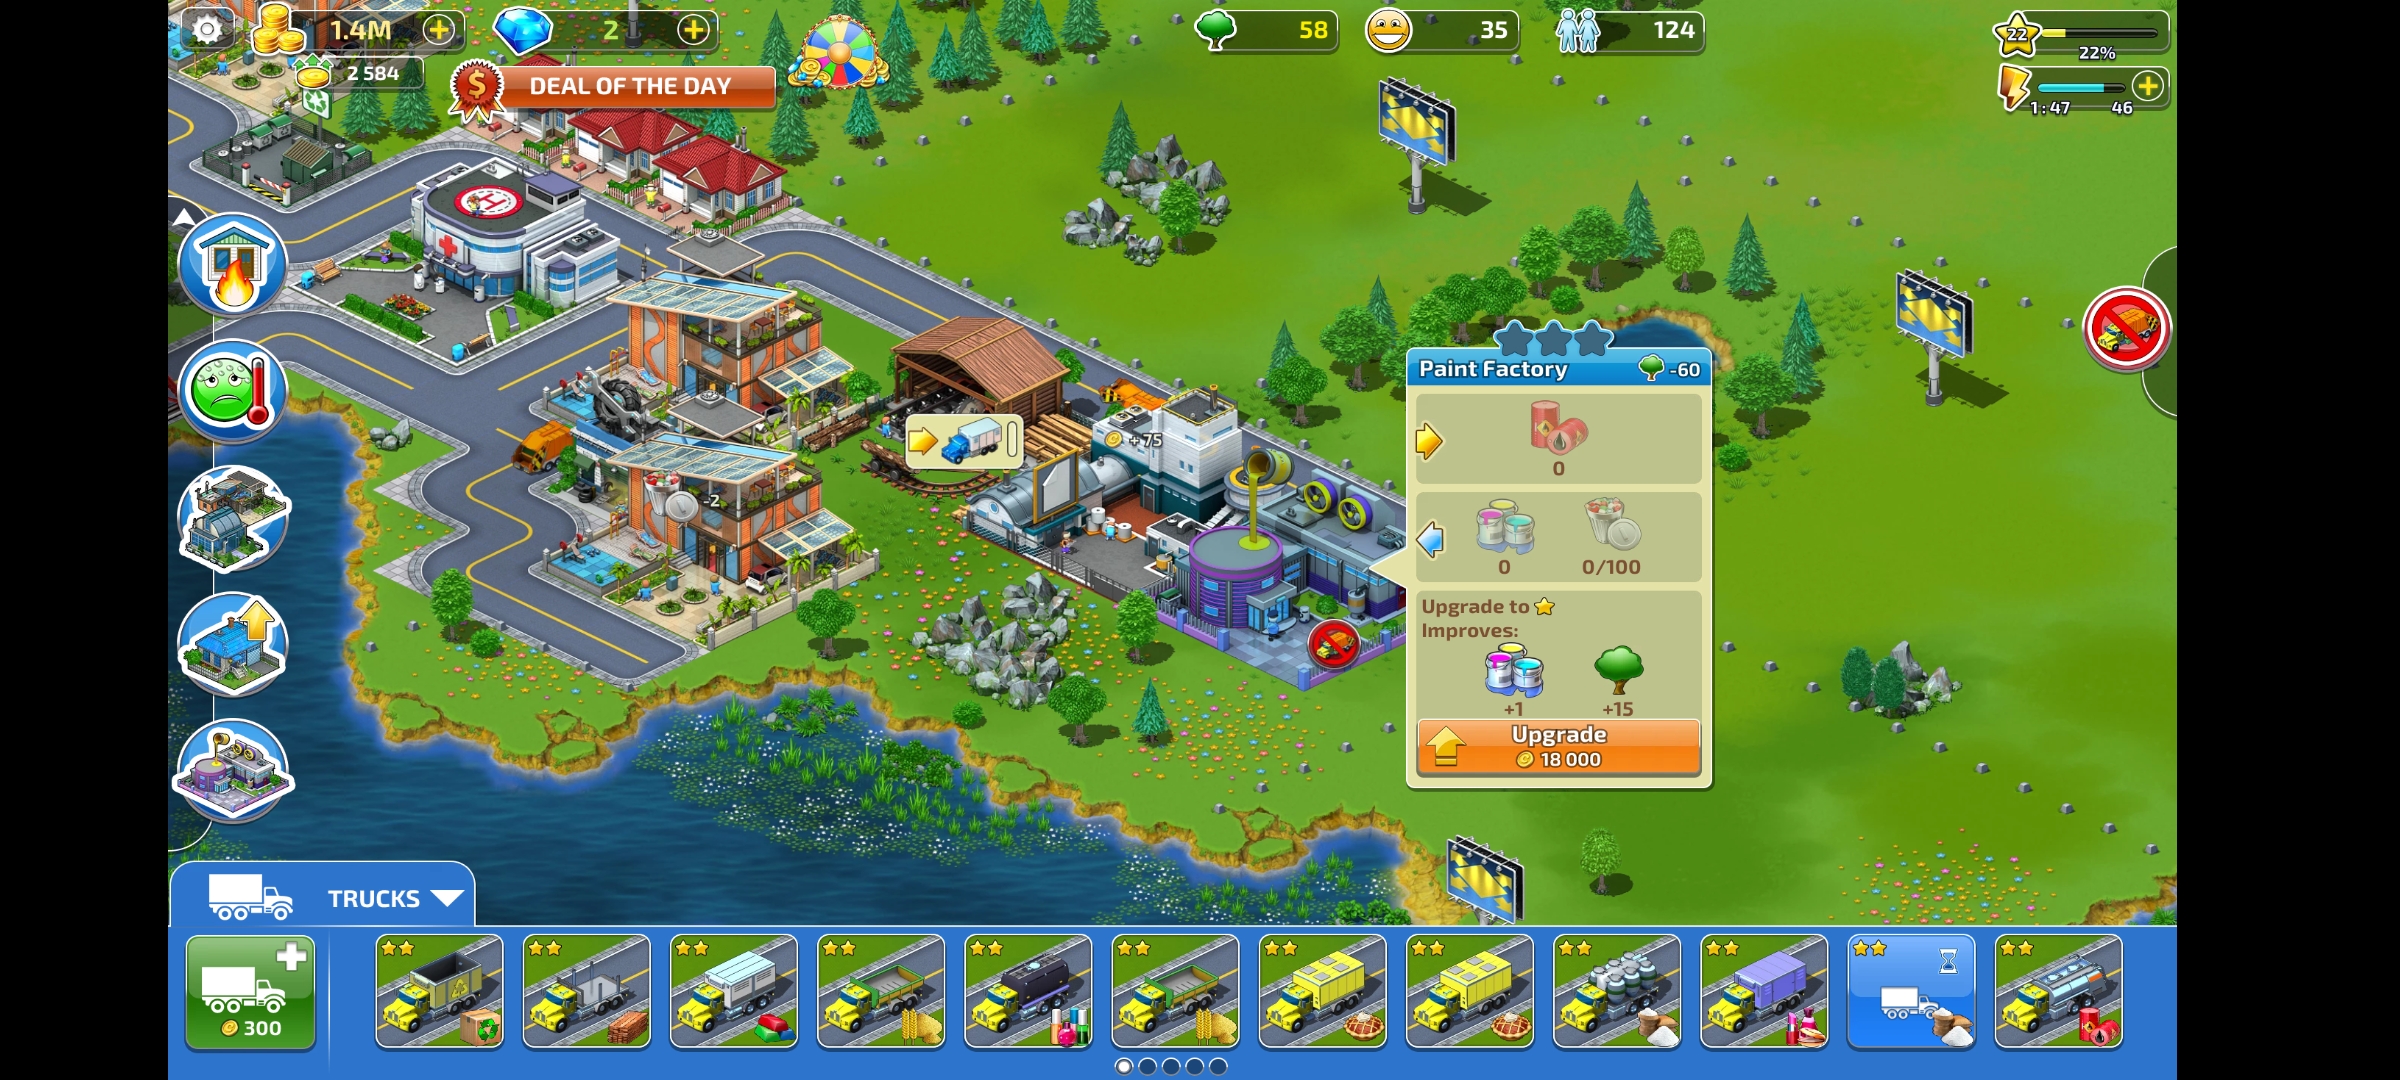 1.4M
2
58
35
124
22
22%
2 584
DEAL OF THE DAY
1:47
46
H
Paint Factory
-60
+75
0
-2
0
0/100
Upgrade to
Improves:
+1
+15
Upgrade
18 000
TRUCKS
300